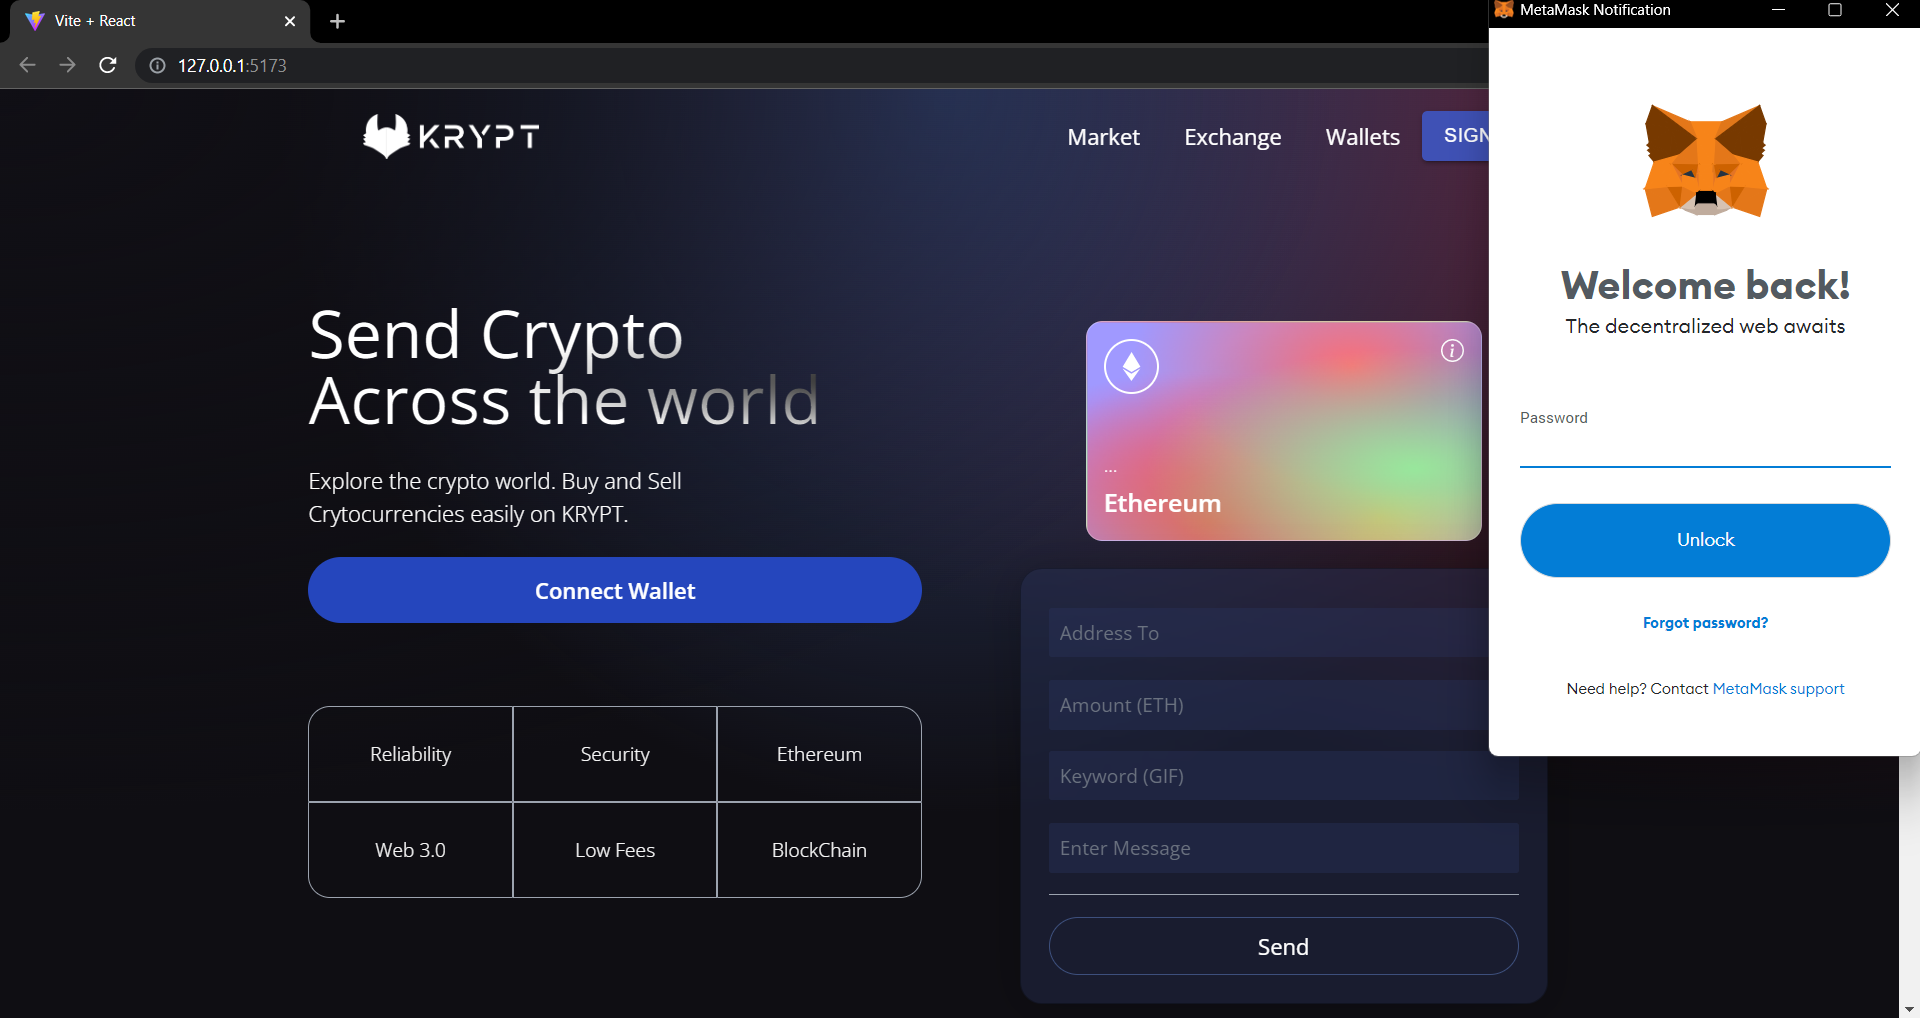 Vite + React
127.0.0.1:5173
KRYPT
Market
Exchange
Wallets
SIGN
Send Crypto
Across the world
Explore the crypto world. Buy and Sell
Crytocurrencies easily on KRYPT.
Connect Wallet
Reliability
Security
Ethereum
Web 3.0
Low Fees
BlockChain
...
Ethereum
Address To
Amount (ETH)
Keyword (GIF)
Enter Message
Send
MetaMask Notification
Welcome back!
The decentralized web awaits
Password
Unlock
Forgot password?
Need help? Contact MetaMask support